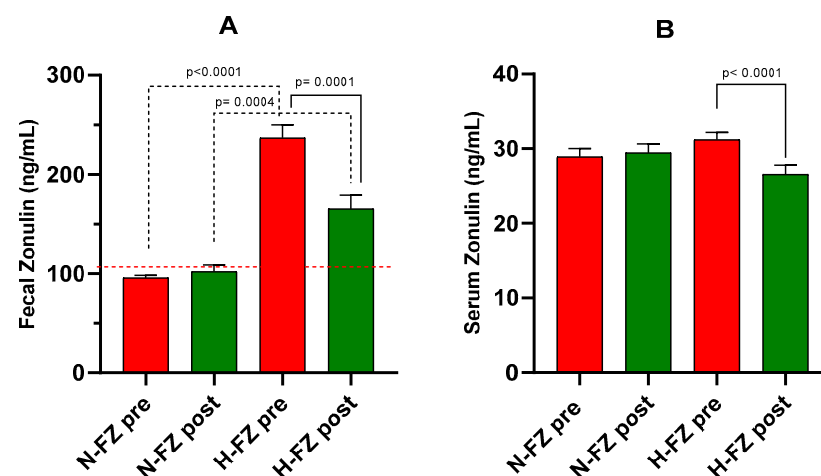 A
Fecal Zonulin (ng/mL)
300
200
100
0
p<0.0001
p= 0.0001
p= 0.0004
N-FZ pre
N-FZ post
H-FZ pre
H-FZ post
B
Serum Zonulin (ng/mL)
40
30
20
10
0
p< 0.0001
N-FZ pre
N-FZ post
H-FZ pre
H-FZ post